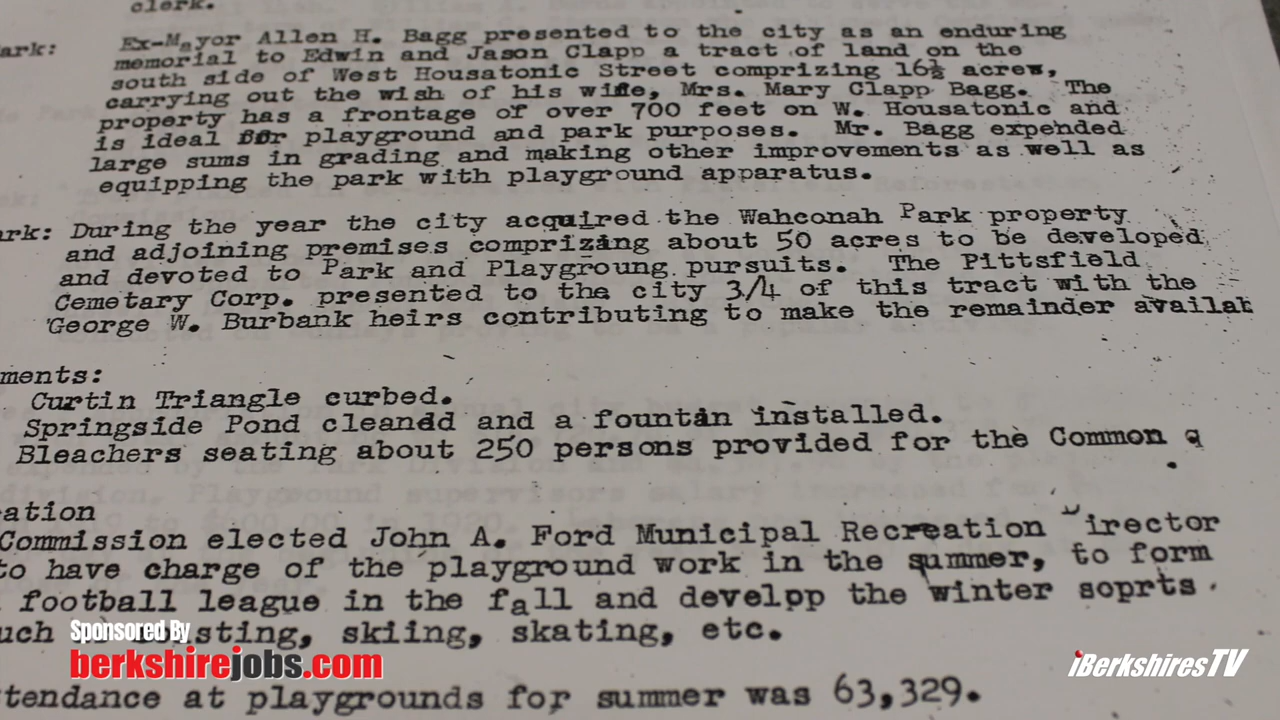 clerk.
ark: Ex-Mayor Allen H. Bagg presented to the city as an enduring
memorial to Edwin and Jason Clapp a tract of land on the
south side of West Housatonic Street comprizing 16½ acres,
carrying out the wish of his wife, Mrs. Mary Clapp Bagg. The
property has a frontage of over 700 feet on W. Housatonic and
is ideal for playground and park purposes. Mr. Bagg expended
large sums in grading and making other improvements as well as
equipping the park with playground apparatus.
ark: During the year the city acquired the Wahconah Park property
and adjoining premises comprizing about 50 acres to be developed
and devoted to Park and Playgroung pursuits. The Pittsfield
Cemetary Corp. presented to the city 3/4 of this tract with the
George W. Burbank heirs contributing to make the remainder availab
ments:
Curtin Triangle curbed.
Springside Pond cleandd and a fountain installed.
Bleachers seating about 250 persons provided for the Common
ation
Commission elected John A. Ford Municipal Recreation irector
to have charge of the playground work in the summer, to form
football league in the fall and develpp the winter soprts.
uch sting, skiing, skating, etc.
Sponsored By
berkshirejobs.com
iBerkshiresTV
tendance at playgrounds for summer was 63,329.